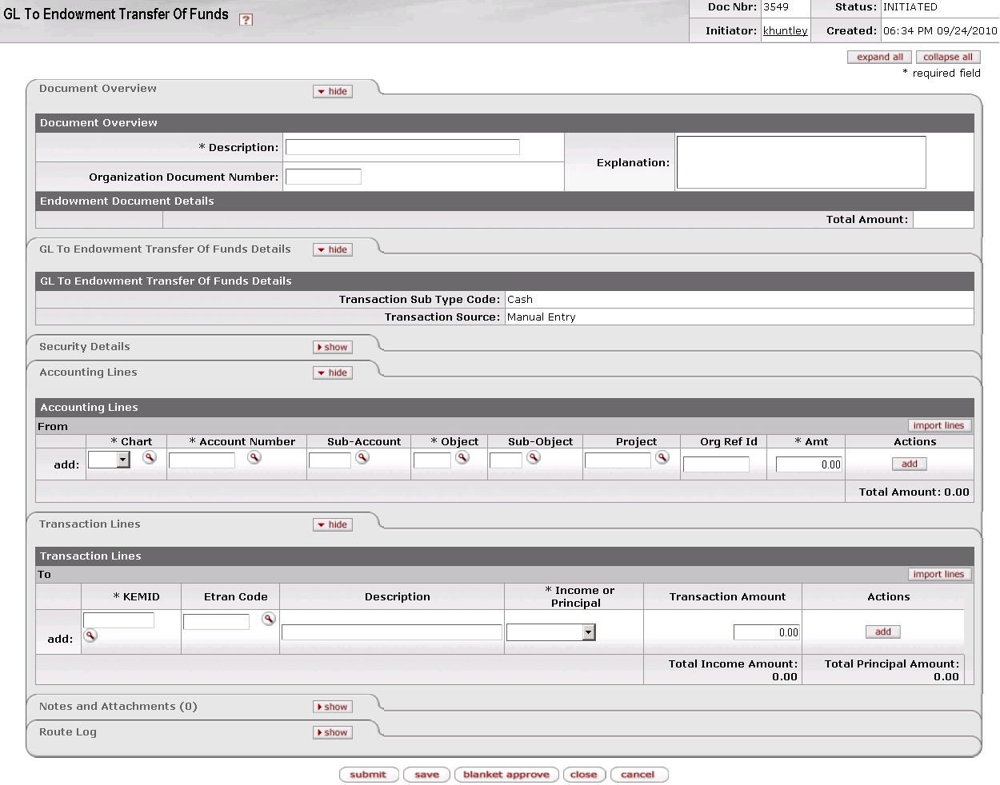 GL To Endowment Transfer Of Funds ?
Doc Nbr: 3549 Status: INITIATED
Initiator: khuntley Created: 06:34 PM 09/24/2010
expand all collapse all
* required field
Document Overview hide
Document Overview
* Description:
Explanation:
Organization Document Number:
Endowment Document Details
Total Amount:
GL To Endowment Transfer Of Funds Details hide
GL To Endowment Transfer Of Funds Details
Transaction Sub Type Code: Cash
Transaction Source: Manual Entry
Security Details show
Accounting Lines hide
Accounting Lines
From import lines
* Chart * Account Number Sub-Account * Object Sub-Object Project Org Ref Id * Amt Actions
add: 0.00 add
Total Amount: 0.00
Transaction Lines hide
Transaction Lines
To import lines
* KEMID Etran Code Description * Income or Principal Transaction Amount Actions
add: 0.00 add
Total Income Amount: 0.00 Total Principal Amount: 0.00
Notes and Attachments (0) show
Route Log show
submit save blanket approve close cancel